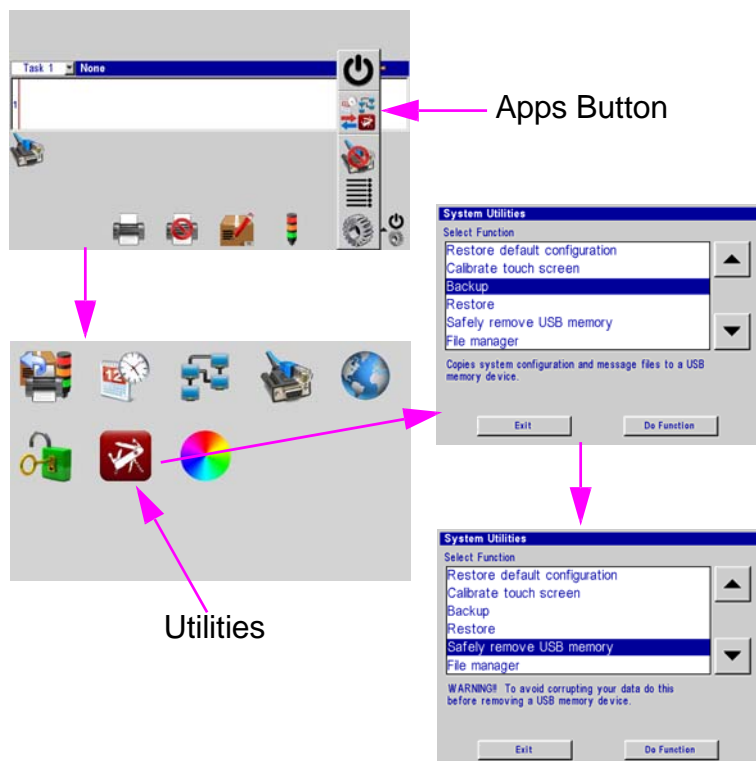 Task 1 None
1
Apps Button
12
Utilities
System Utilities
Select Function
Restore default configuration
Calibrate touch screen
Backup
Restore
Safely remove USB memory
File manager
Copies system configuration and message files to a USB
memory device.
Exit Do Function
System Utilities
Select Function
Restore default configuration
Calibrate touch screen
Backup
Restore
Safely remove USB memory
File manager
WARNING!! To avoid corrupting your data do this
before removing a USB memory device.
Exit Do Function